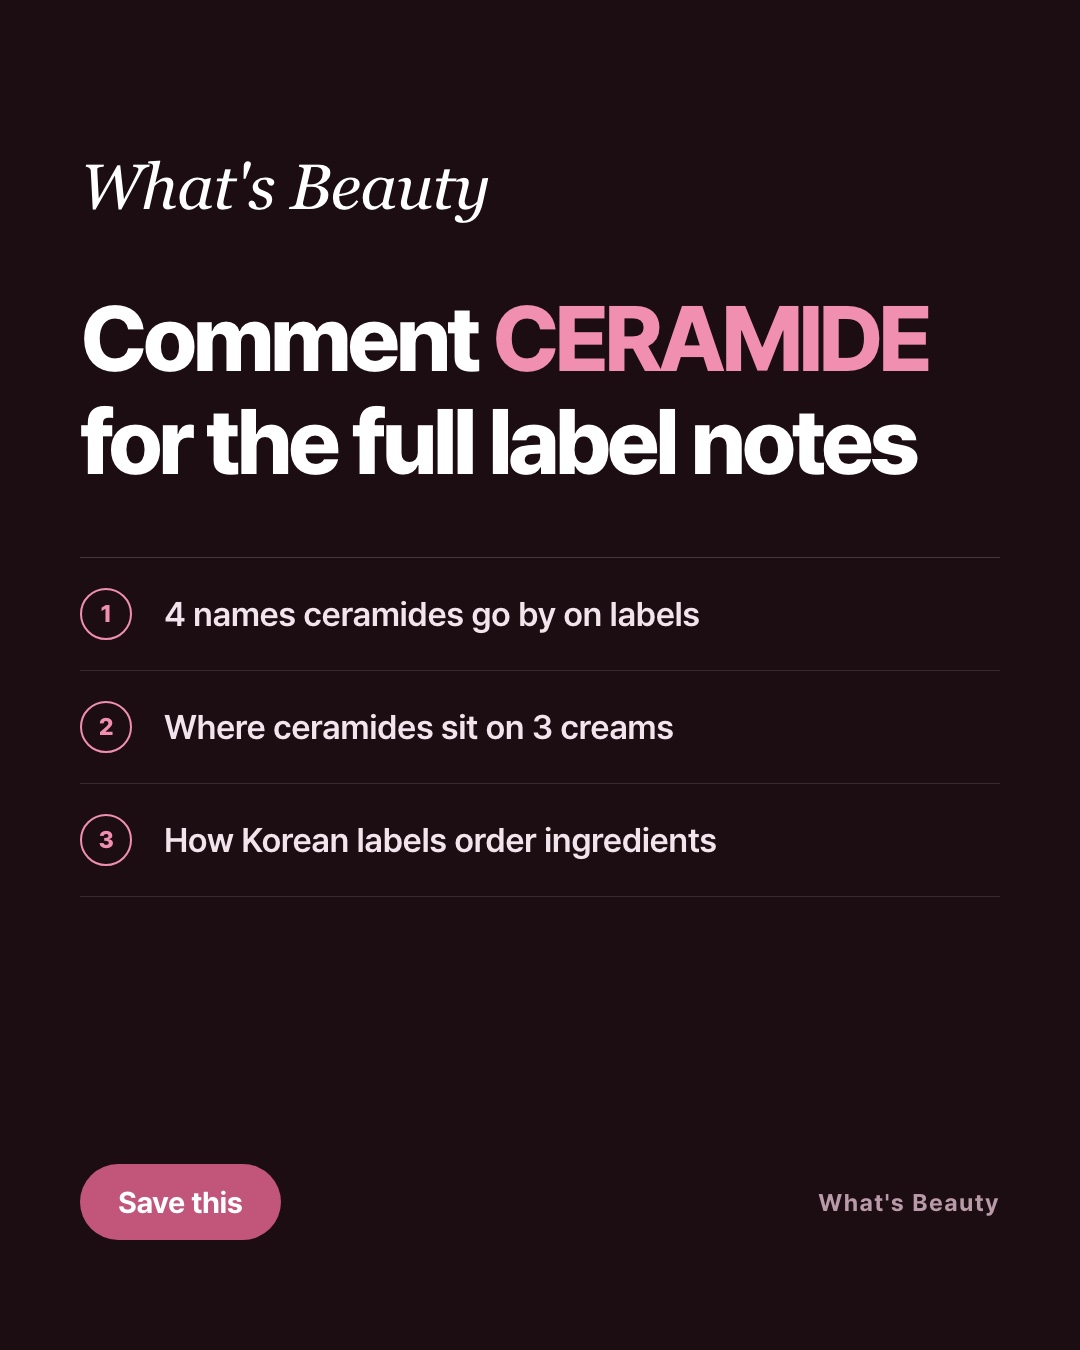 What's Beauty
Comment CERAMIDE
for the full label notes
1 4 names ceramides go by on labels
2 Where ceramides sit on 3 creams
3 How Korean labels order ingredients
Save this
What's Beauty